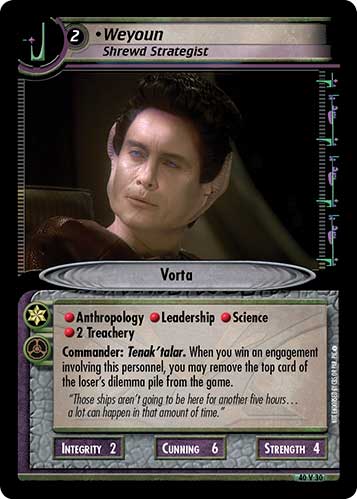 2
•Weyoun
Shrewd Strategist
Vorta
•Anthropology •Leadership •Science
•2 Treachery
Commander: Tenak'talar. When you win an engagement
involving this personnel, you may remove the top card of
the loser's dilemma pile from the game.
"Those ships aren't going to be here for another five hours…
a lot can happen in that amount of time."
INTEGRITY 2 CUNNING 6 STRENGTH 4
40 V 30